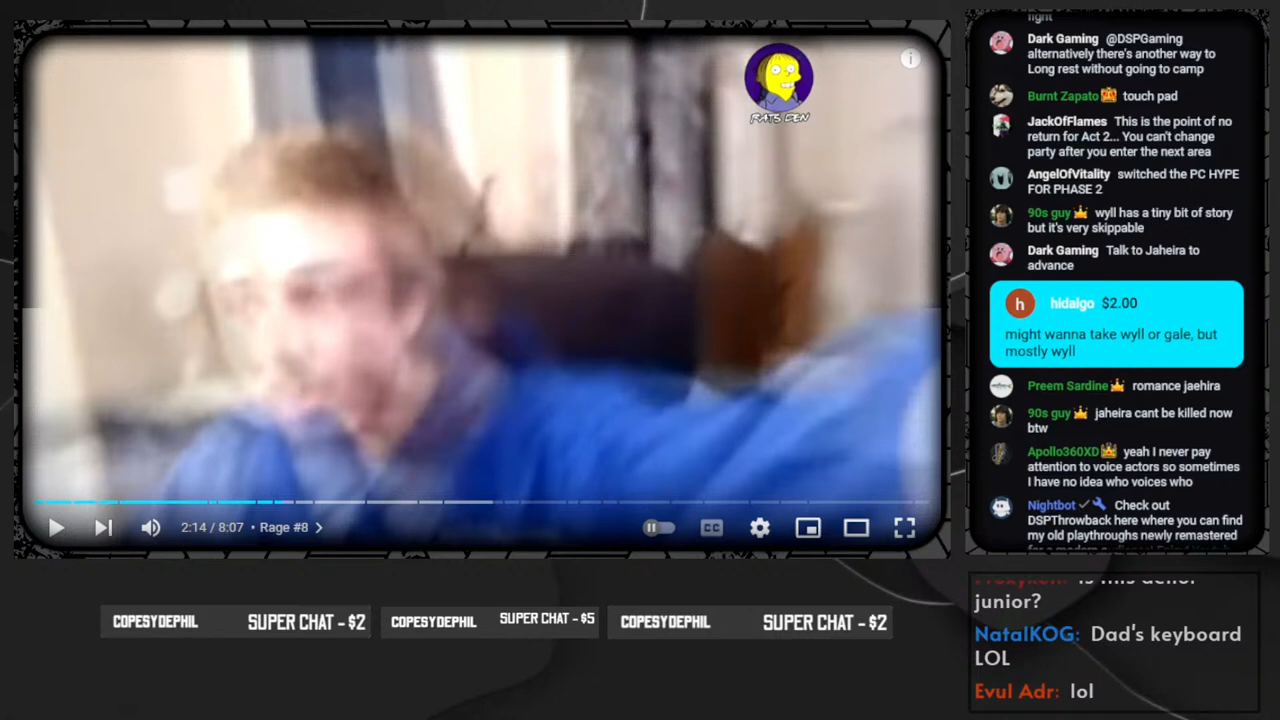 RATS DEN
2:14 / 8:07 • Rage #8
CC
COPESYDEPHIL SUPER CHAT - $2
COPESYDEPHIL SUPER CHAT - $5
COPESYDEPHIL SUPER CHAT - $2
fight
Dark Gaming @DSPGaming
alternatively there's another way to
Long rest without going to camp
Burnt Zapato touch pad
JackOfFlames This is the point of no
return for Act 2... You can't change
party after you enter the next area
AngelOfVitality switched the PC HYPE
FOR PHASE 2
90s guy wyll has a tiny bit of story
but it's very skippable
Dark Gaming Talk to Jaheira to
advance
h hidalgo $2.00
might wanna take wyll or gale, but
mostly wyll
Preem Sardine romance jaehira
90s guy jaheira cant be killed now
btw
Apollo360XD yeah I never pay
attention to voice actors so sometimes
I have no idea who voices who
Nightbot Check out
DSPThrowback here where you can find
my old playthroughs newly remastered
junior?
NatalKOG: Dad's keyboard
LOL
Evul Adr: lol